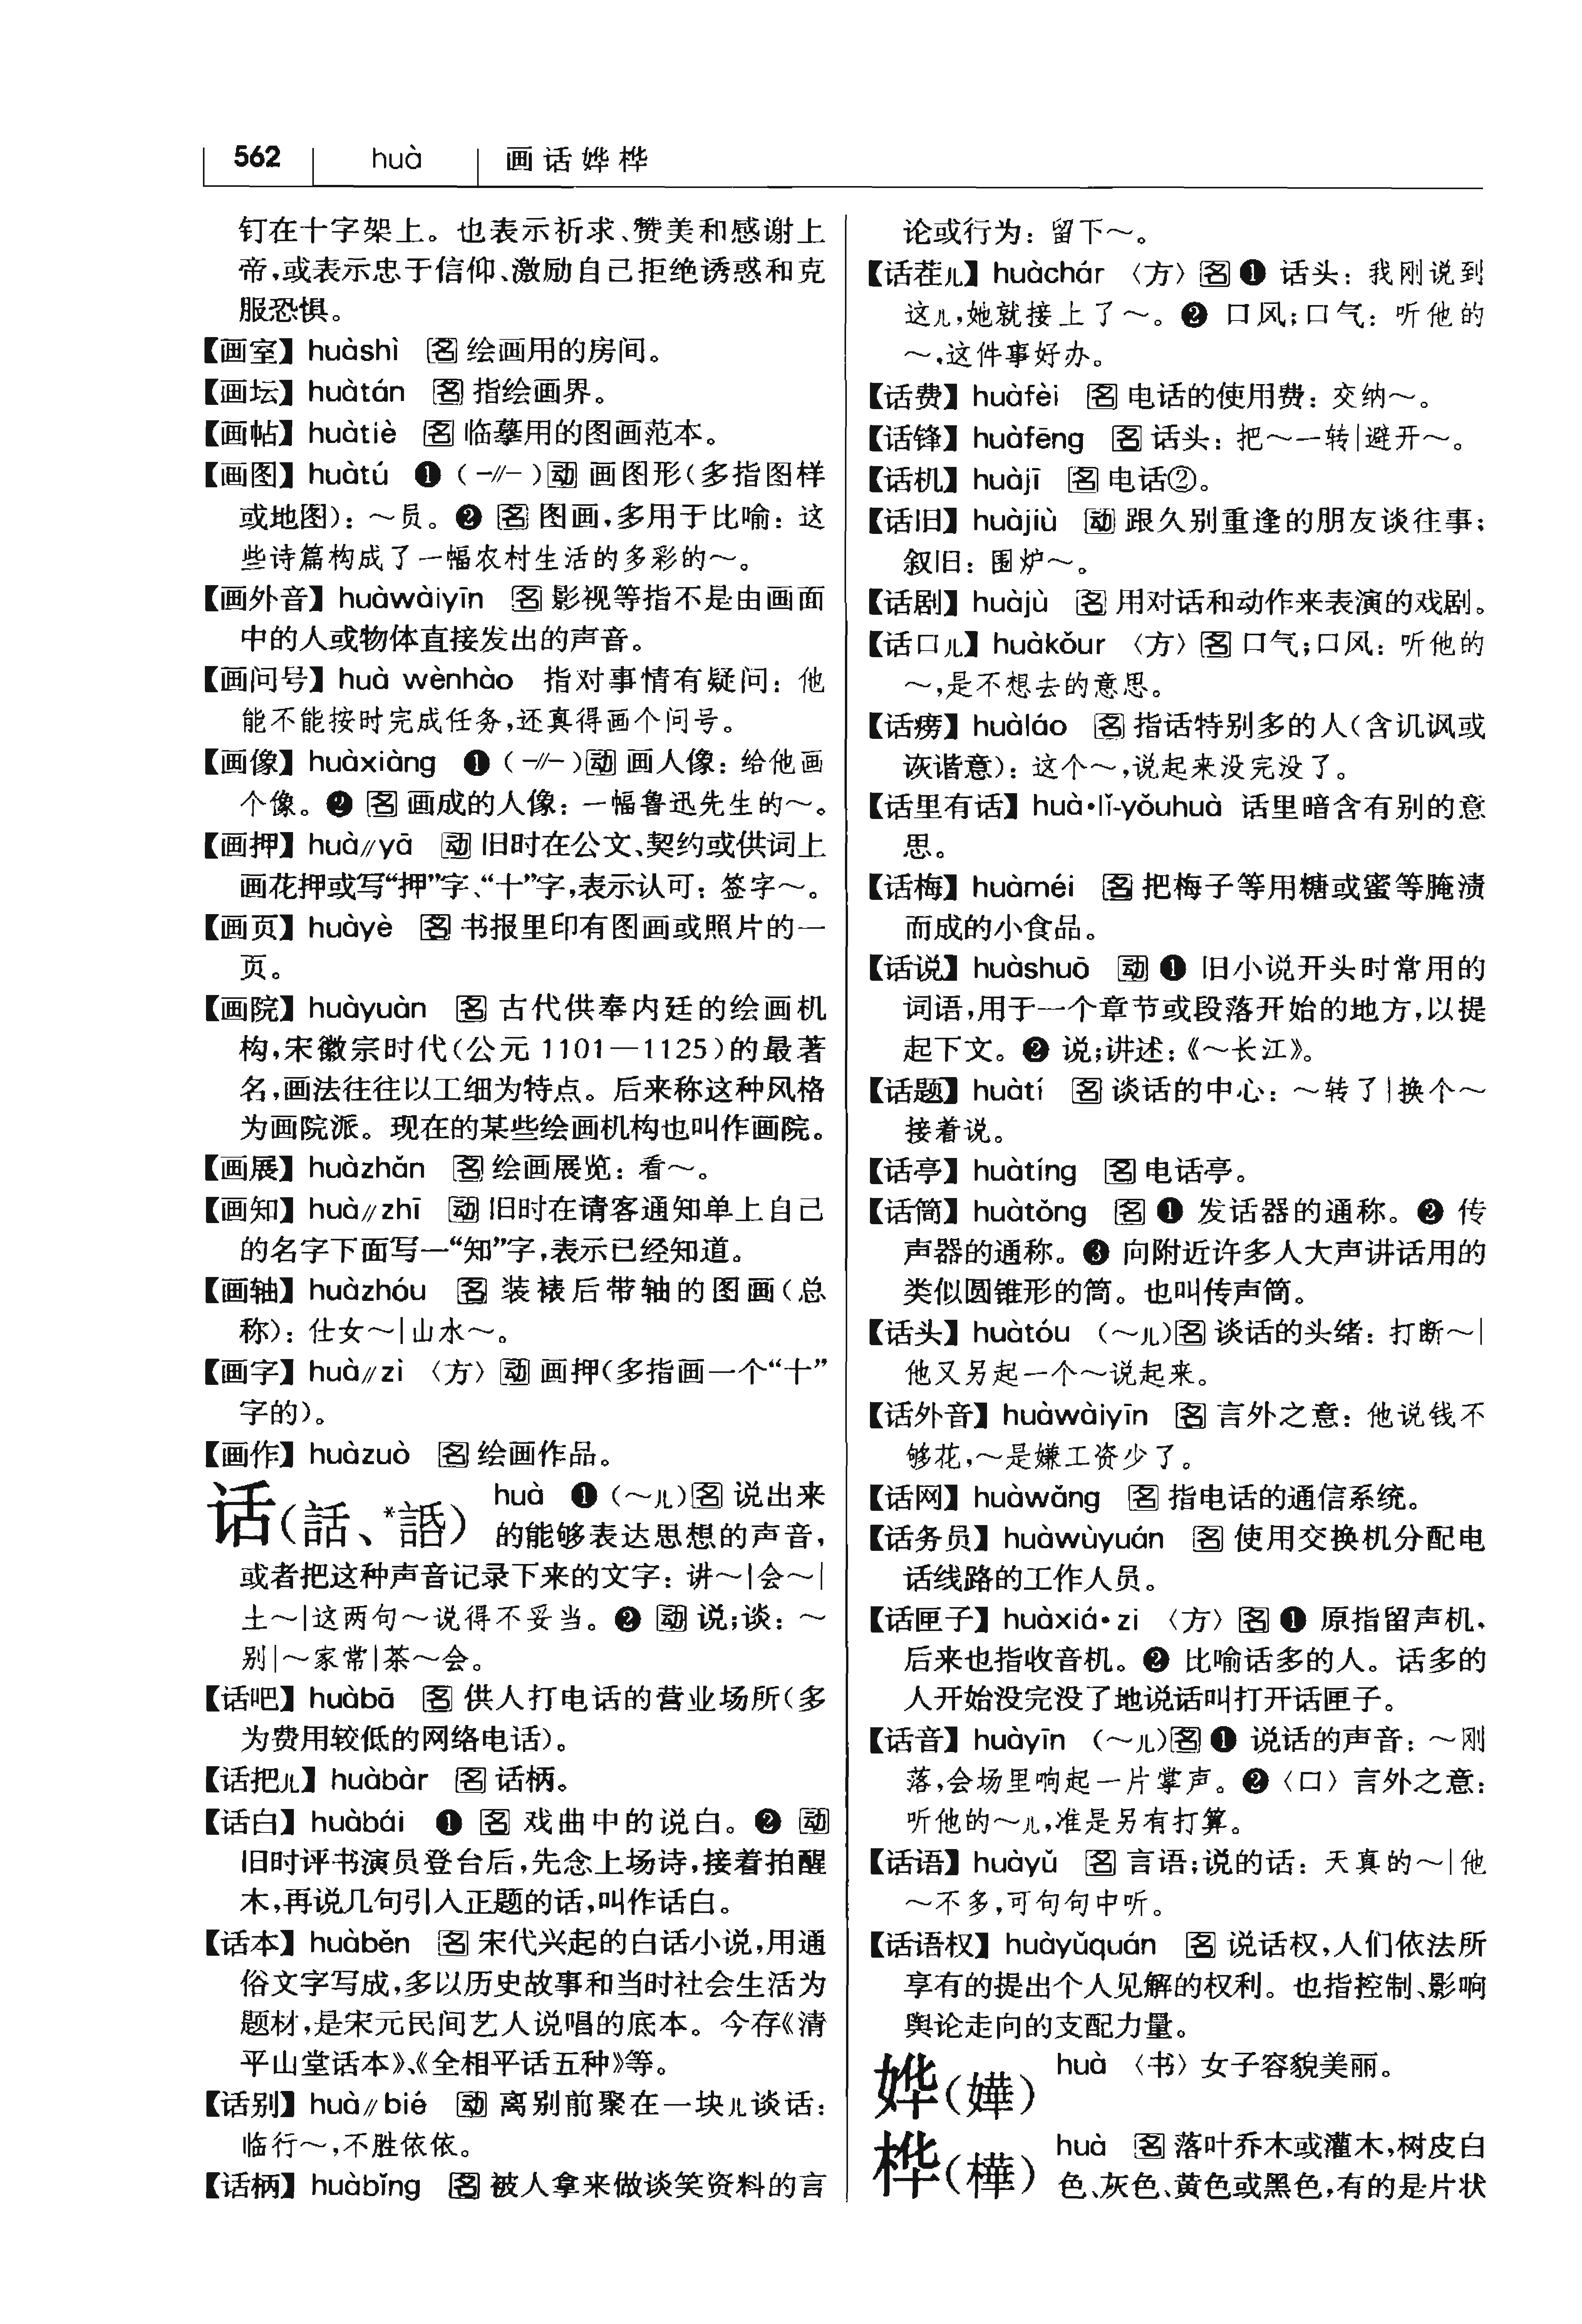 562 huà 画话婳桦
钉在十字架上。也表示祈求、赞美和感谢上
帝,或表示忠于信仰、激励自己拒绝诱惑和克
服恐惧。
【画室】huàshì 名 绘画用的房间。
【画坛】huàtán 名 指绘画界。
【画帖】huàtiè 名 临摹用的图画范本。
【画图】huàtú ❶(-//-)动 画图形(多指图样
或地图):～员。❷ 名 图画,多用于比喻:这
些诗篇构成了一幅农村生活的多彩的～。
【画外音】huàwàiyīn 名 影视等指不是由画面
中的人或物体直接发出的声音。
【画问号】huà wènhào 指对事情有疑问:他
能不能按时完成任务,还真得画个问号。
【画像】huàxiàng ❶(-//-)动 画人像:给他画
个像。❷ 名 画成的人像:一幅鲁迅先生的～。
【画押】huà//yā 动 旧时在公文、契约或供词上
画花押或写“押”字、“十”字,表示认可:签字～。
【画页】huàyè 名 书报里印有图画或照片的一
页。
【画院】huàyuàn 名 古代供奉内廷的绘画机
构,宋徽宗时代(公元 1101—1125)的最著
名,画法往往以工细为特点。后来称这种风格
为画院派。现在的某些绘画机构也叫作画院。
【画展】huàzhǎn 名 绘画展览:看～。
【画知】huà//zhī 动 旧时在请客通知单上自己
的名字下面写一“知”字,表示已经知道。
【画轴】huàzhóu 名 装裱后带轴的图画(总
称):仕女～|山水～。
【画字】huà//zì 〈方〉动 画押(多指画一个“十”
字的)。
【画作】huàzuò 名 绘画作品。
话(話、*諙) huà ❶(～儿)名 说出来
的能够表达思想的声音,
或者把这种声音记录下来的文字:讲～|会～|
土～|这两句～说得不妥当。❷ 动 说;谈:～
别|～家常|茶～会。
【话吧】huàbā 名 供人打电话的营业场所(多
为费用较低的网络电话)。
【话把儿】huàbàr 名 话柄。
【话白】huàbái ❶ 名 戏曲中的说白。❷ 动
旧时评书演员登台后,先念上场诗,接着拍醒
木,再说几句引入正题的话,叫作话白。
【话本】huàběn 名 宋代兴起的白话小说,用通
俗文字写成,多以历史故事和当时社会生活为
题材,是宋元民间艺人说唱的底本。今存《清
平山堂话本》、《全相平话五种》等。
【话别】huà//bié 动 离别前聚在一块儿谈话:
临行～,不胜依依。
【话柄】huàbǐng 名 被人拿来做谈笑资料的言
论或行为:留下～。
【话茬儿】huàchár 〈方〉名 ❶ 话头:我刚说到
这儿,她就接上了～。❷ 口风;口气:听他的
～,这件事好办。
【话费】huàfèi 名 电话的使用费:交纳～。
【话锋】huàfēng 名 话头:把～一转|避开～。
【话机】huàjī 名 电话②。
【话旧】huàjiù 动 跟久别重逢的朋友谈往事;
叙旧:围炉～。
【话剧】huàjù 名 用对话和动作来表演的戏剧。
【话口儿】huàkǒur 〈方〉名 口气;口风:听他的
～,是不想去的意思。
【话痨】huàláo 名 指话特别多的人(含讥讽或
诙谐意):这个～,说起来没完没了。
【话里有话】huà•lǐ-yǒuhuà 话里暗含有别的意
思。
【话梅】huàméi 名 把梅子等用糖或蜜等腌渍
而成的小食品。
【话说】huàshuō 动 ❶ 旧小说开头时常用的
词语,用于一个章节或段落开始的地方,以提
起下文。❷ 说;讲述:《～长江》。
【话题】huàtí 名 谈话的中心:～转了|换个～
接着说。
【话亭】huàtíng 名 电话亭。
【话筒】huàtǒng 名 ❶ 发话器的通称。❷ 传
声器的通称。❸ 向附近许多人大声讲话用的
类似圆锥形的筒。也叫传声筒。
【话头】huàtóu (～儿)名 谈话的头绪:打断～|
他又另起一个～说起来。
【话外音】huàwàiyīn 名 言外之意:他说钱不
够花,～是嫌工资少了。
【话网】huàwǎng 名 指电话的通信系统。
【话务员】huàwùyuán 名 使用交换机分配电
话线路的工作人员。
【话匣子】huàxiá•zi 〈方〉名 ❶ 原指留声机,
后来也指收音机。❷ 比喻话多的人。话多的
人开始没完没了地说话叫打开话匣子。
【话音】huàyīn (～儿)名 ❶ 说话的声音:～刚
落,会场里响起一片掌声。❷〈口〉言外之意:
听他的～儿,准是另有打算。
【话语】huàyǔ 名 言语;说的话:天真的～|他
～不多,可句句中听。
【话语权】huàyǔquán 名 说话权,人们依法所
享有的提出个人见解的权利。也指控制、影响
舆论走向的支配力量。
婳(嫿) huà 〈书〉女子容貌美丽。
桦(樺) huà 名 落叶乔木或灌木,树皮白
色、灰色、黄色或黑色,有的是片状